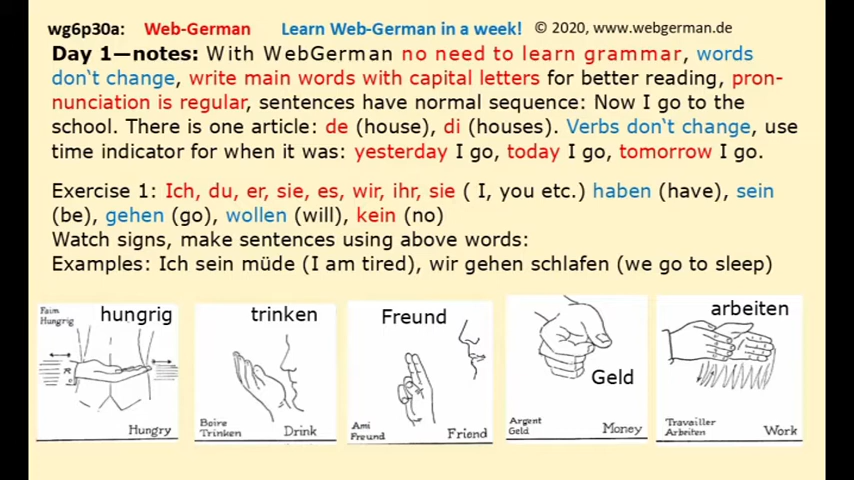 wg6p30a: Web-German Learn Web-German in a week! © 2020, www.webgerman.de
Day 1—notes: With WebGerman no need to learn grammar, words
don‘t change, write main words with capital letters for better reading, pron-
nunciation is regular, sentences have normal sequence: Now I go to the
school. There is one article: de (house), di (houses). Verbs don‘t change, use
time indicator for when it was: yesterday I go, today I go, tomorrow I go.
Exercise 1: Ich, du, er, sie, es, wir, ihr, sie ( I, you etc.) haben (have), sein
(be), gehen (go), wollen (will), kein (no)
Watch signs, make sentences using above words:
Examples: Ich sein müde (I am tired), wir gehen schlafen (we go to sleep)
Faim
Hungrig
hungrig
Hungry
trinken
Boire
Trinken
Drink
Freund
Ami
Freund
Friend
Geld
Argent
Geld
Money
arbeiten
Travailler
Arbeiten
Work